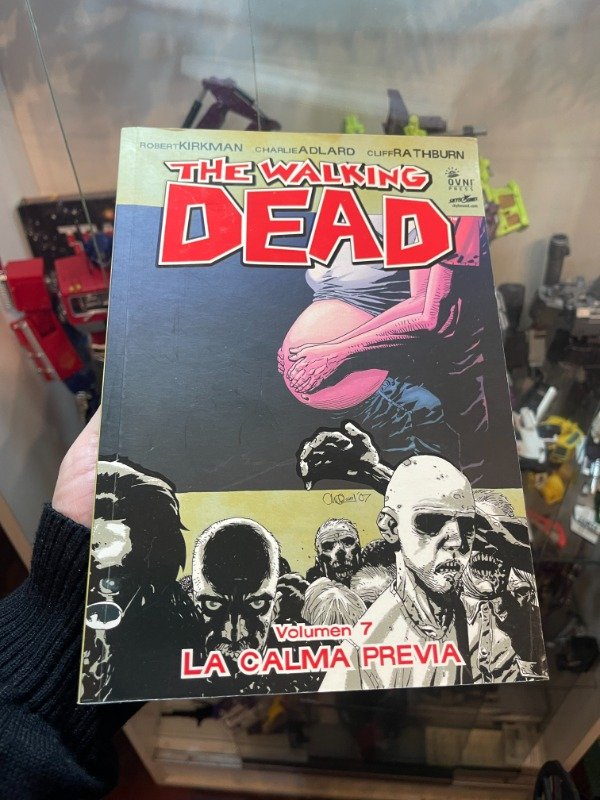 ROBERTKIRKMAN CHARLIEADLARD CLIFFRATHBURN
THE WALKING
DEAD
OVNI
PRESS
Volumen 7
LA CALMA PREVIA